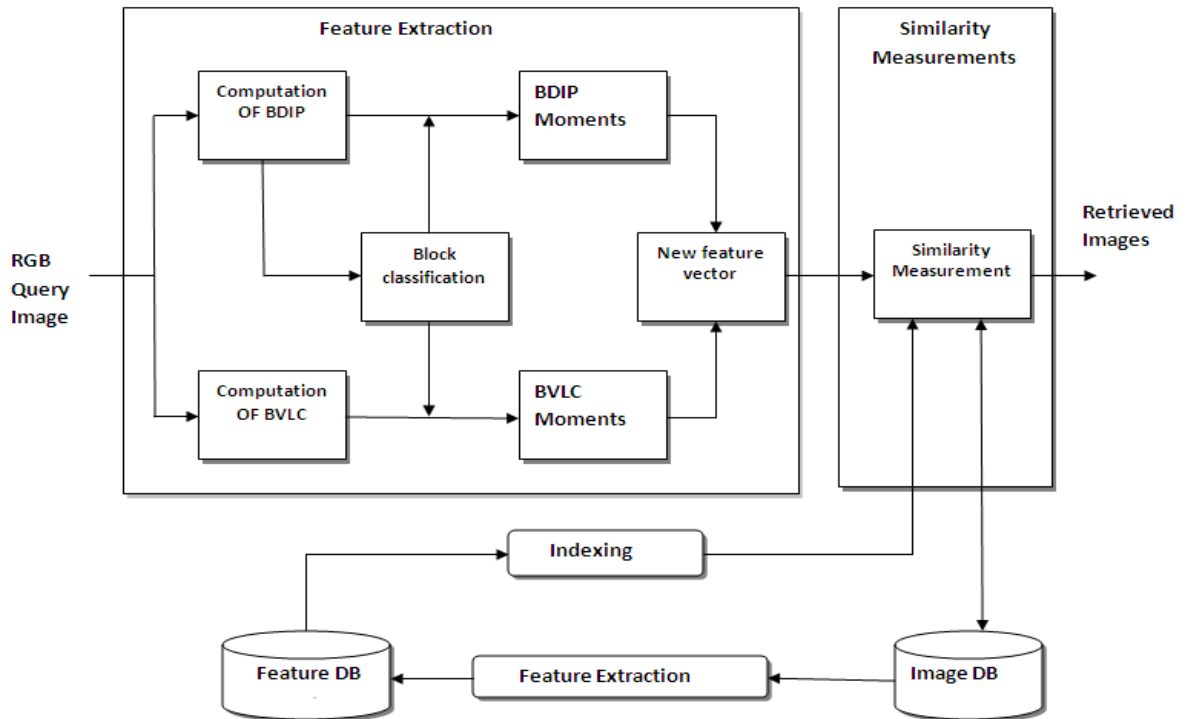 Feature Extraction
Similarity
Measurements
Computation
OF BDIP
BDIP
Moments
Block
classification
New feature
vector
Similarity
Measurement
Retrieved
Images
RGB
Query
Image
Computation
OF BVLC
BVLC
Moments
Indexing
Feature DB
Feature Extraction
Image DB